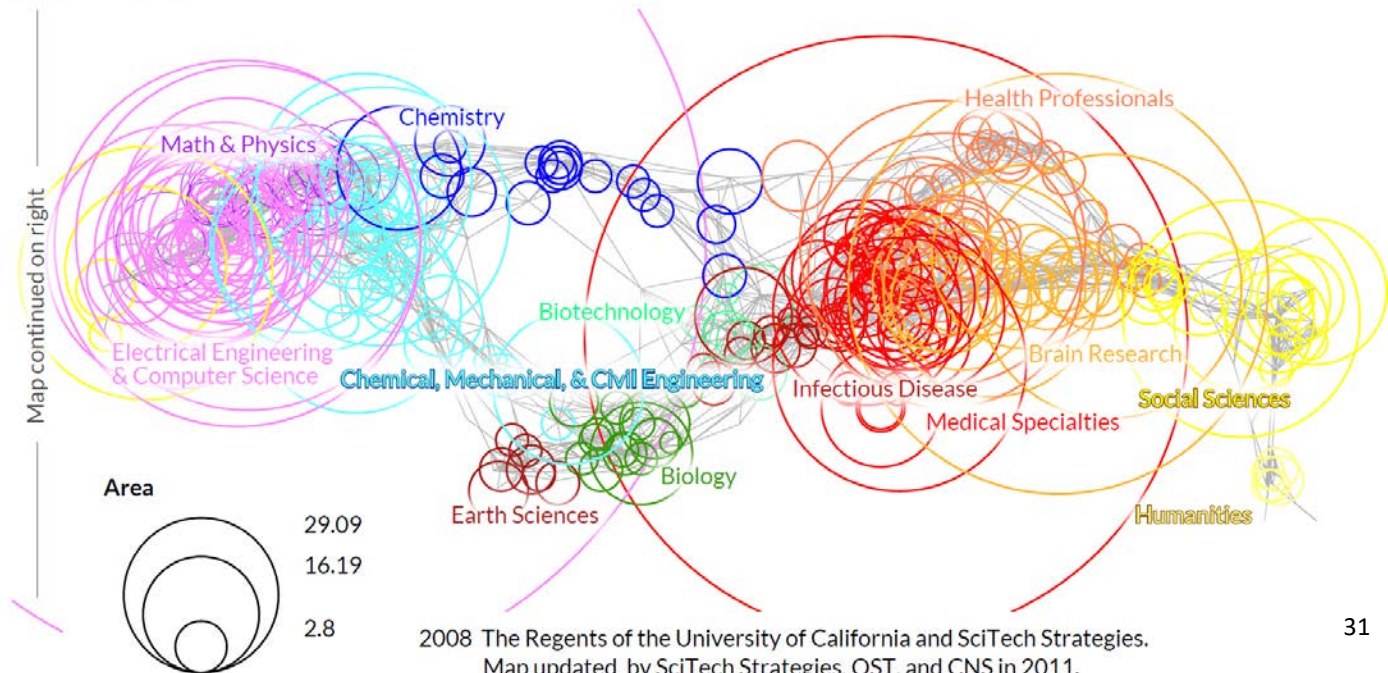 Map continued on right
Chemistry
Health Professionals
Math & Physics
Biotechnology
Electrical Engineering
& Computer Science
Chemical, Mechanical, & Civil Engineering
Brain Research
Infectious Disease
Social Sciences
Medical Specialties
Biology
Earth Sciences
Humanities
Area
29.09
16.19
2.8
2008 The Regents of the University of California and SciTech Strategies.
Map updated by SciTech Strategies, OST, and CNS in 2011.
31